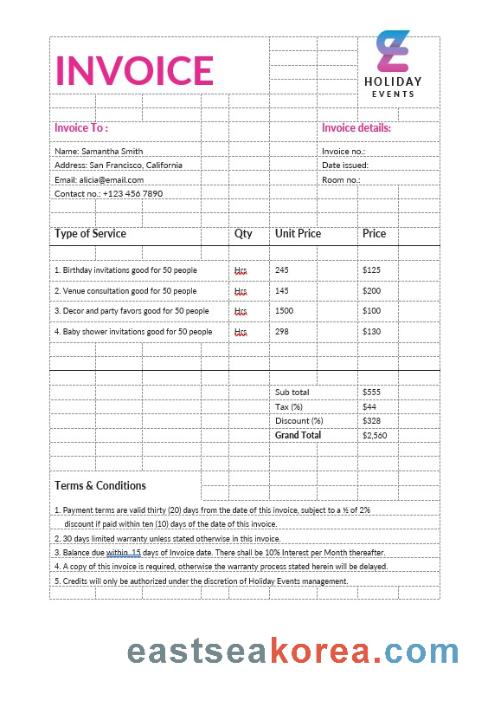 INVOICE
HOLIDAY
EVENTS
Invoice To :
Invoice details:
Name: Samantha Smith
Invoice no.:
Address: San Francisco, California
Date issued:
Email: alicia@email.com
Room no.:
Contact no.: +123 456 7890
Type of Service Qty Unit Price Price
1. Birthday invitations good for 50 people Hrs 245 $125
2. Venue consultation good for 50 people Hrs 145 $200
3. Decor and party favors good for 50 people Hrs 1500 $100
4. Baby shower invitations good for 50 people Hrs 298 $130
Sub total $555
Tax (%) $44
Discount (%) $328
Grand Total $2,560
Terms & Conditions
1. Payment terms are valid thirty (20) days from the date of this invoice, subject to a ½ of 2%
discount if paid within ten (10) days of the date of this invoice.
2. 30 days limited warranty unless stated otherwise in this invoice.
3. Balance due within 15 days of Invoice date. There shall be 10% Interest per Month thereafter.
4. A copy of this invoice is required, otherwise the warranty process stated herein will be delayed.
5. Credits will only be authorized under the discretion of Holiday Events management.
eastseakorea.com